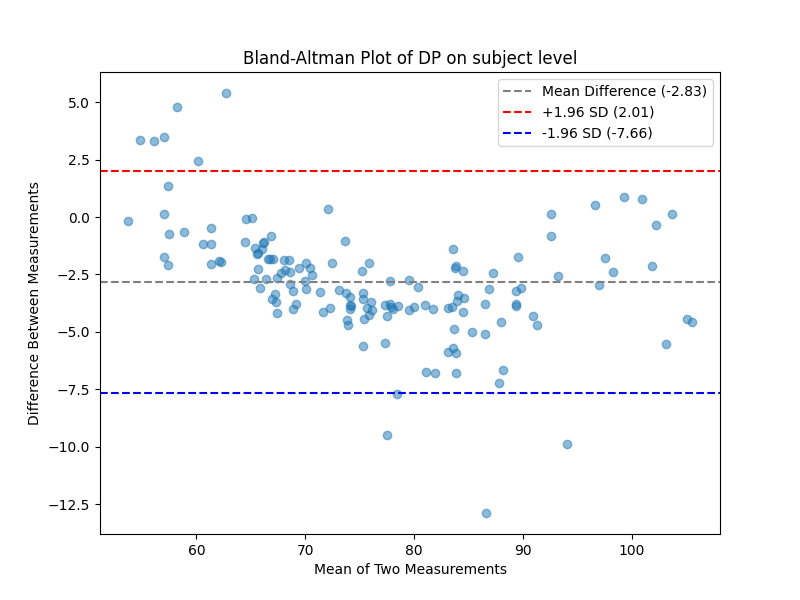 Bland-Altman Plot of DP on subject level
Mean Difference (-2.83)
+1.96 SD (2.01)
-1.96 SD (-7.66)
Difference Between Measurements
5.0
2.5
0.0
−2.5
−5.0
−7.5
−10.0
−12.5
60 70 80 90 100
Mean of Two Measurements